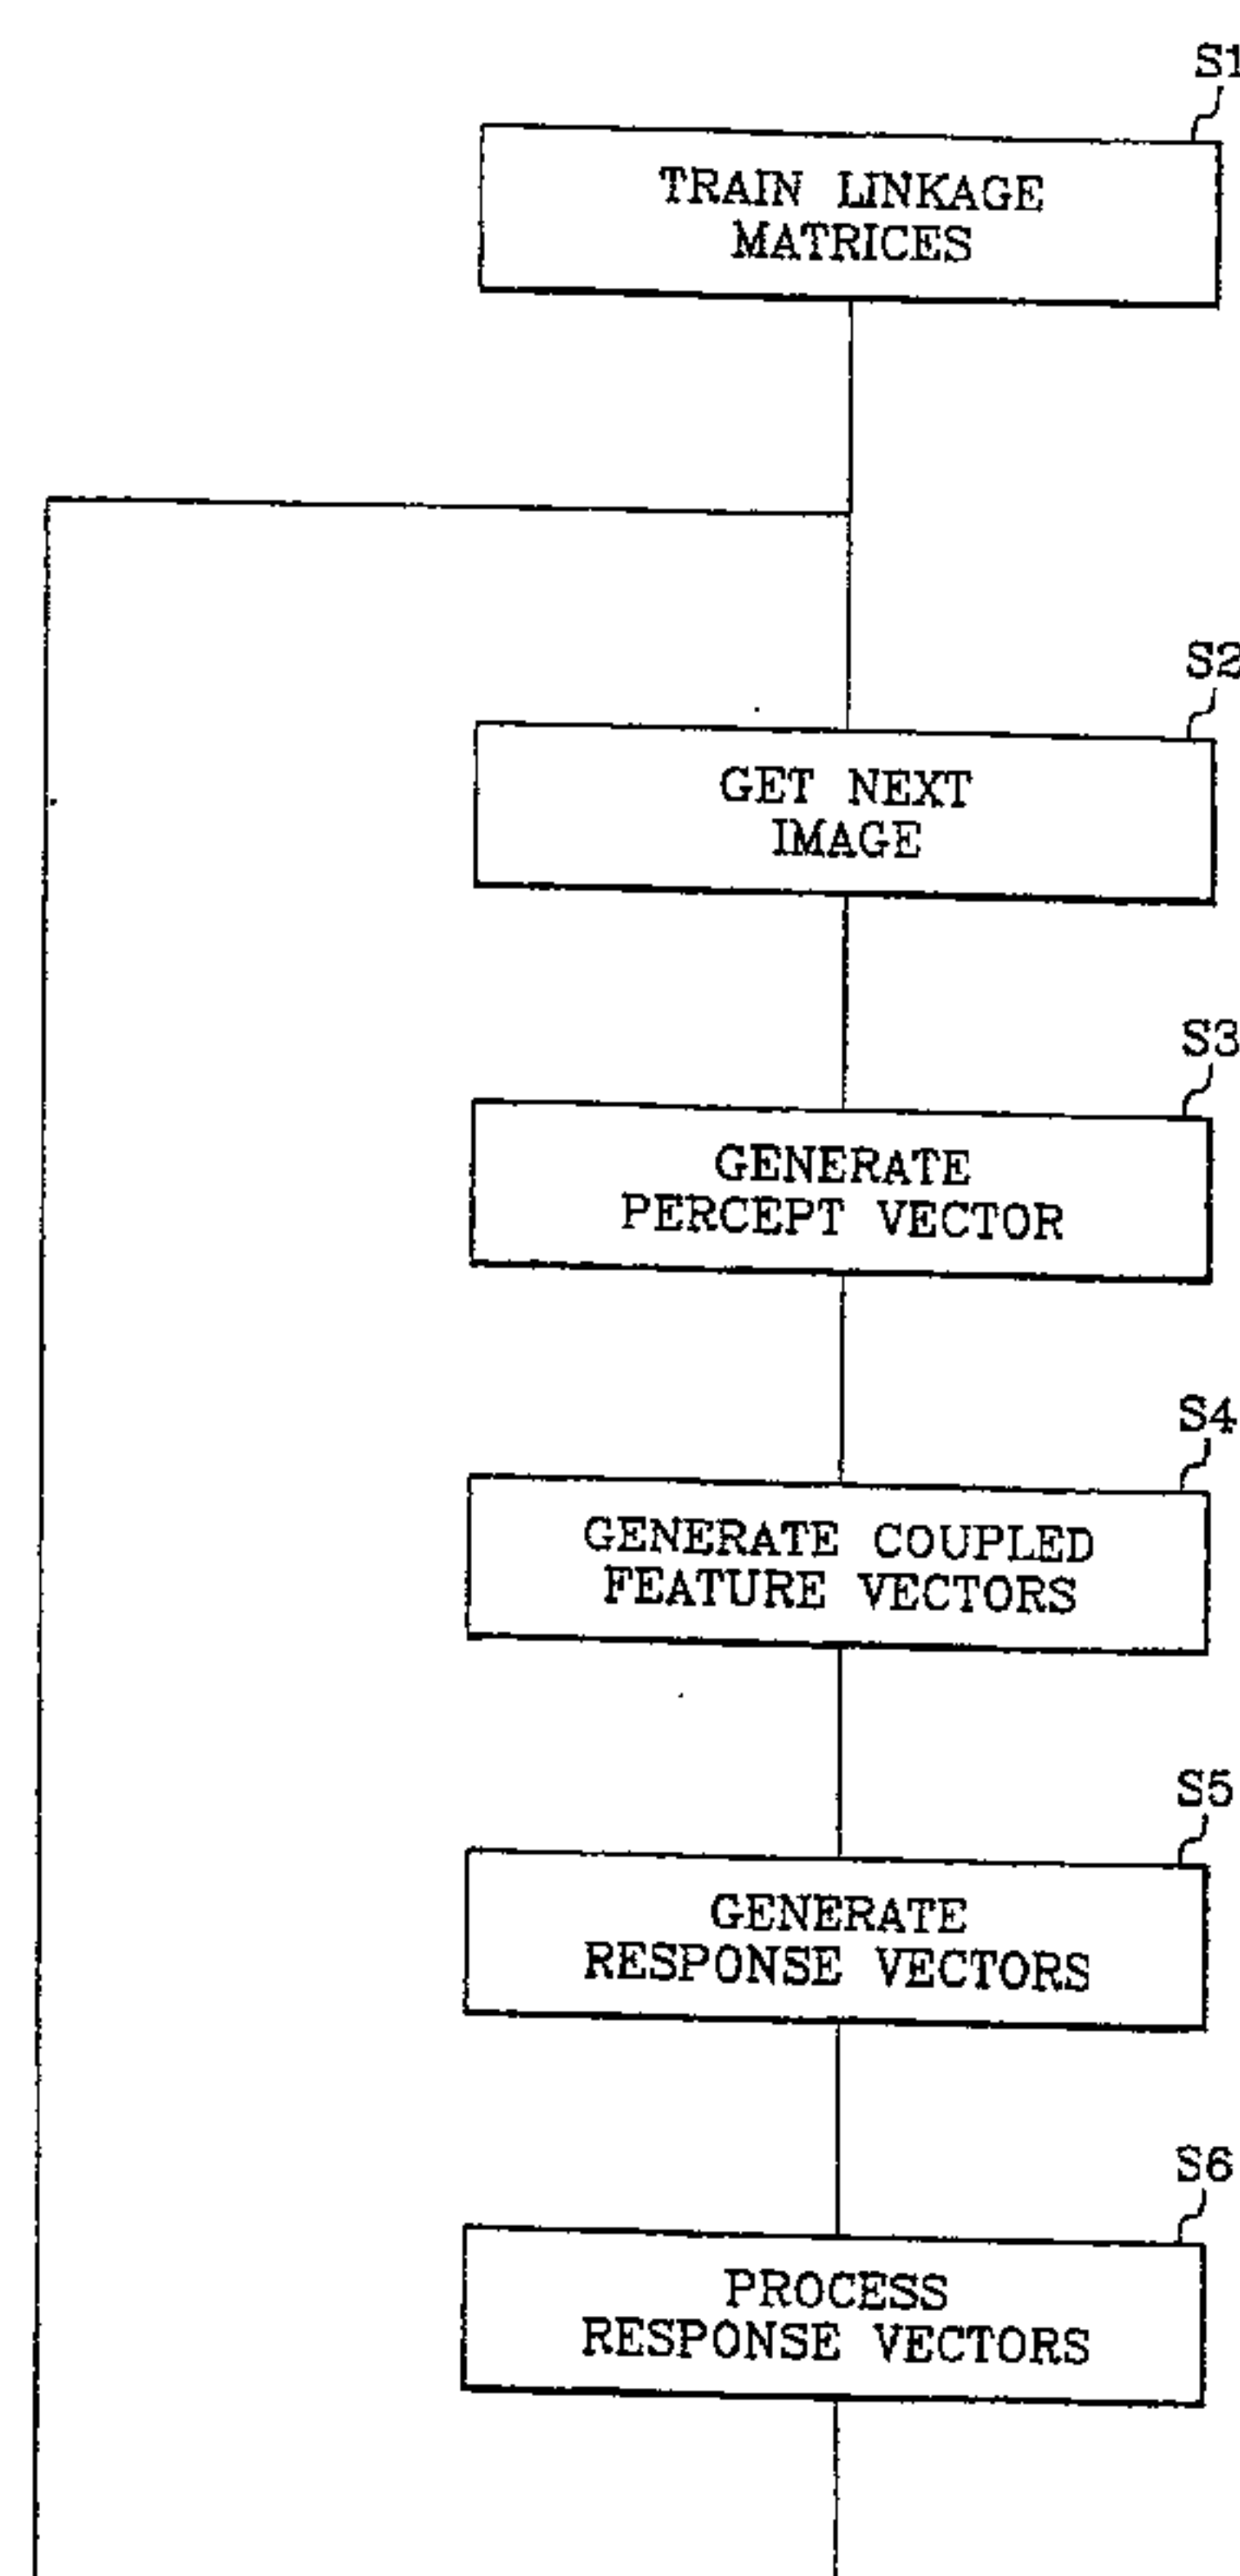 S1
TRAIN LINKAGE
MATRICES
S2
GET NEXT
IMAGE
S3
GENERATE
PERCEPT VECTOR
S4
GENERATE COUPLED
FEATURE VECTORS
S5
GENERATE
RESPONSE VECTORS
S6
PROCESS
RESPONSE VECTORS